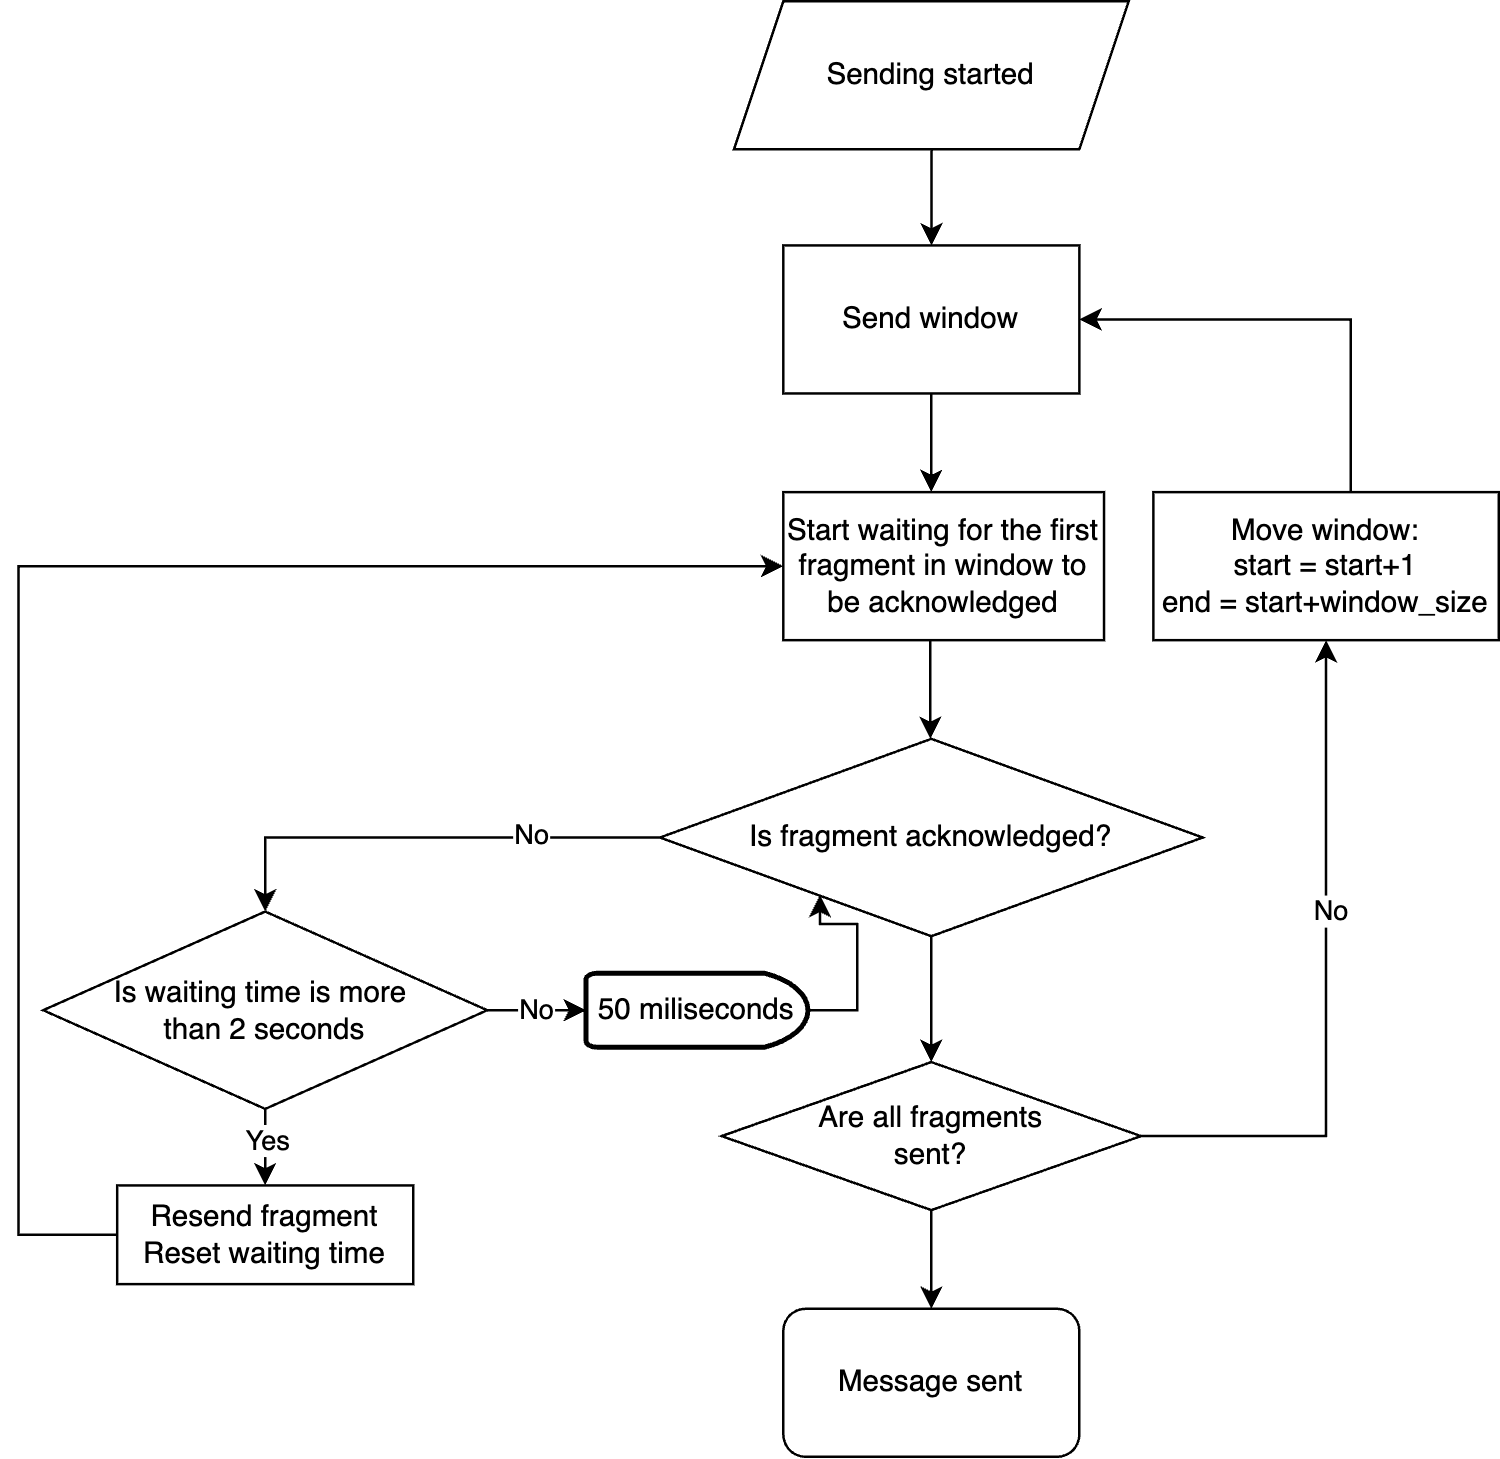 Sending started
Send window
Start waiting for the first
fragment in window to
be acknowledged
Move window:
start = start+1
end = start+window_size
Is fragment acknowledged?
No
No
Is waiting time is more
than 2 seconds
No
50 miliseconds
Yes
Are all fragments
sent?
Resend fragment
Reset waiting time
Message sent